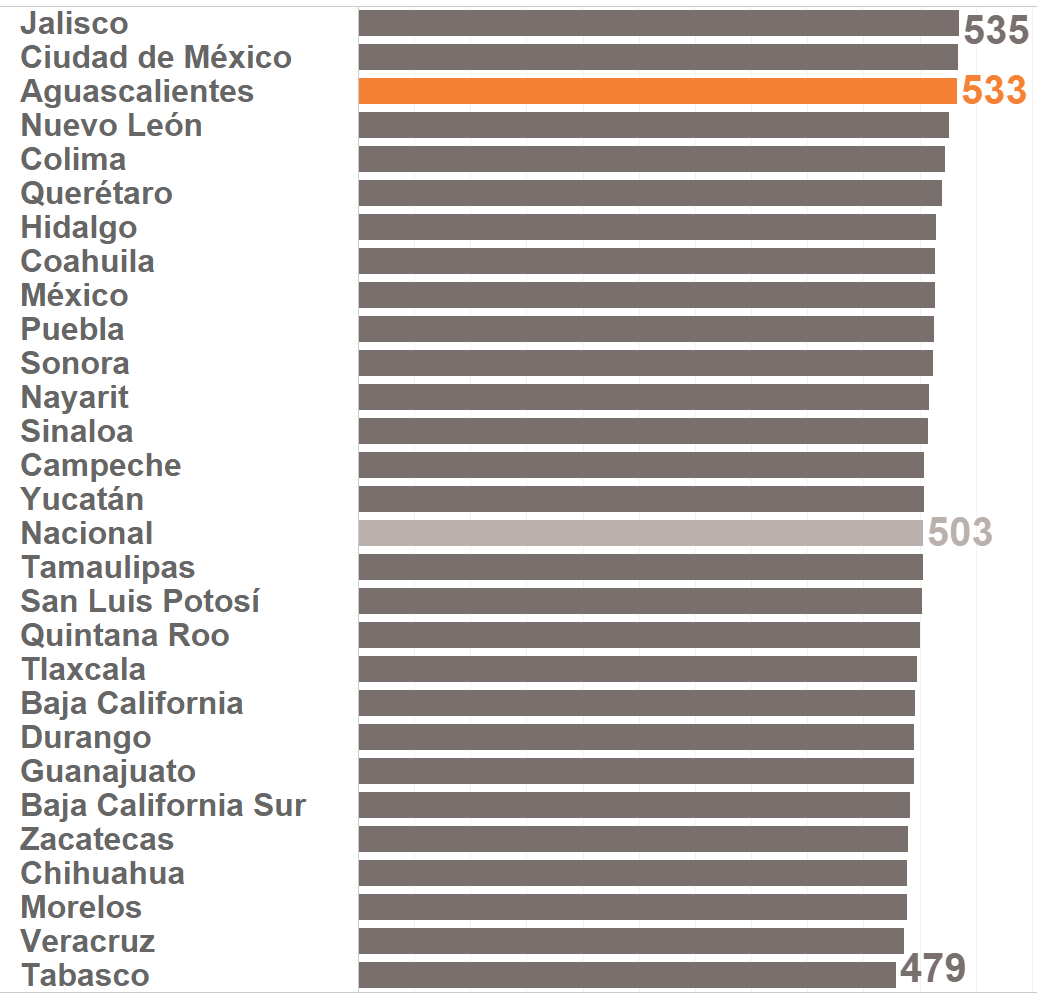 Jalisco 535
Ciudad de México
Aguascalientes 533
Nuevo León
Colima
Querétaro
Hidalgo
Coahuila
México
Puebla
Sonora
Nayarit
Sinaloa
Campeche
Yucatán
Nacional 503
Tamaulipas
San Luis Potosí
Quintana Roo
Tlaxcala
Baja California
Durango
Guanajuato
Baja California Sur
Zacatecas
Chihuahua
Morelos
Veracruz
Tabasco 479